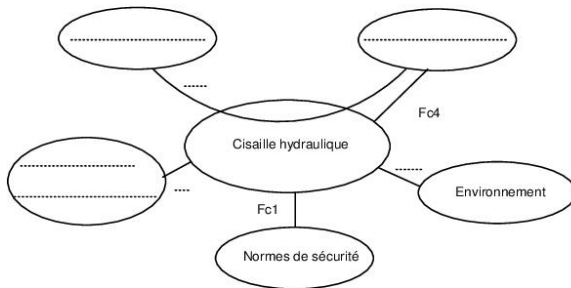 Fc4
Cisaille hydraulique
Environnement
Fc1
Normes de sécurité